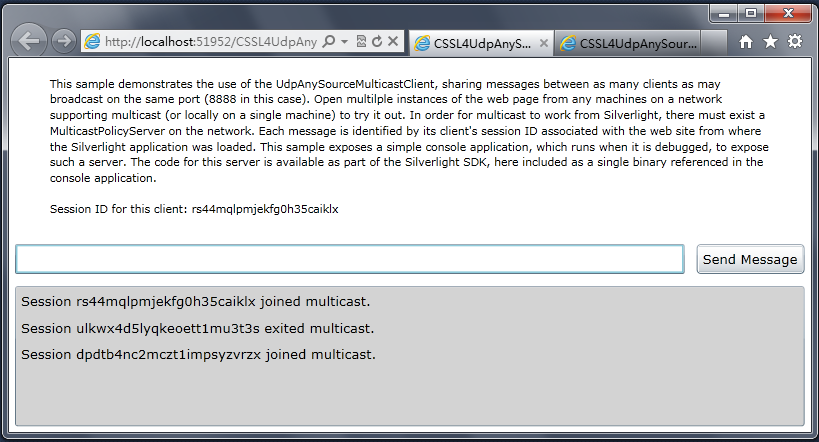 http://localhost:51952/CSSL4UdpAny
CSSL4UdpAnyS...
CSSL4UdpAnySour...
This sample demonstrates the use of the UdpAnySourceMulticastClient, sharing messages between as many clients as may
broadcast on the same port (8888 in this case). Open multilple instances of the web page from any machines on a network
supporting multicast (or locally on a single machine) to try it out. In order for multicast to work from Silverlight, there must exist a
MulticastPolicyServer on the network. Each message is identified by its client's session ID associated with the web site from where
the Silverlight application was loaded. This sample exposes a simple console application, which runs when it is debugged, to expose
such a server. The code for this server is available as part of the Silverlight SDK, here included as a single binary referenced in the
console application.
Session ID for this client: rs44mqlpmjekfg0h35caiklx
Send Message
Session rs44mqlpmjekfg0h35caiklx joined multicast.
Session ulkwx4d5lyqkeoett1mu3t3s exited multicast.
Session dpdtb4nc2mczt1impsyzvrzx joined multicast.